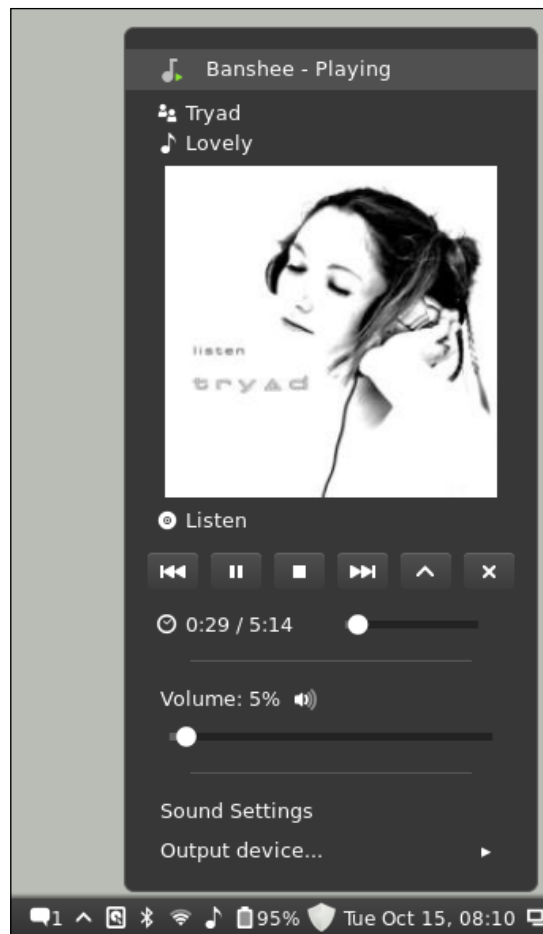 Banshee - Playing
Tryad
Lovely
listen
tryad
Listen
0:29 / 5:14
Volume: 5%
Sound Settings
Output device...
1 95% Tue Oct 15, 08:10